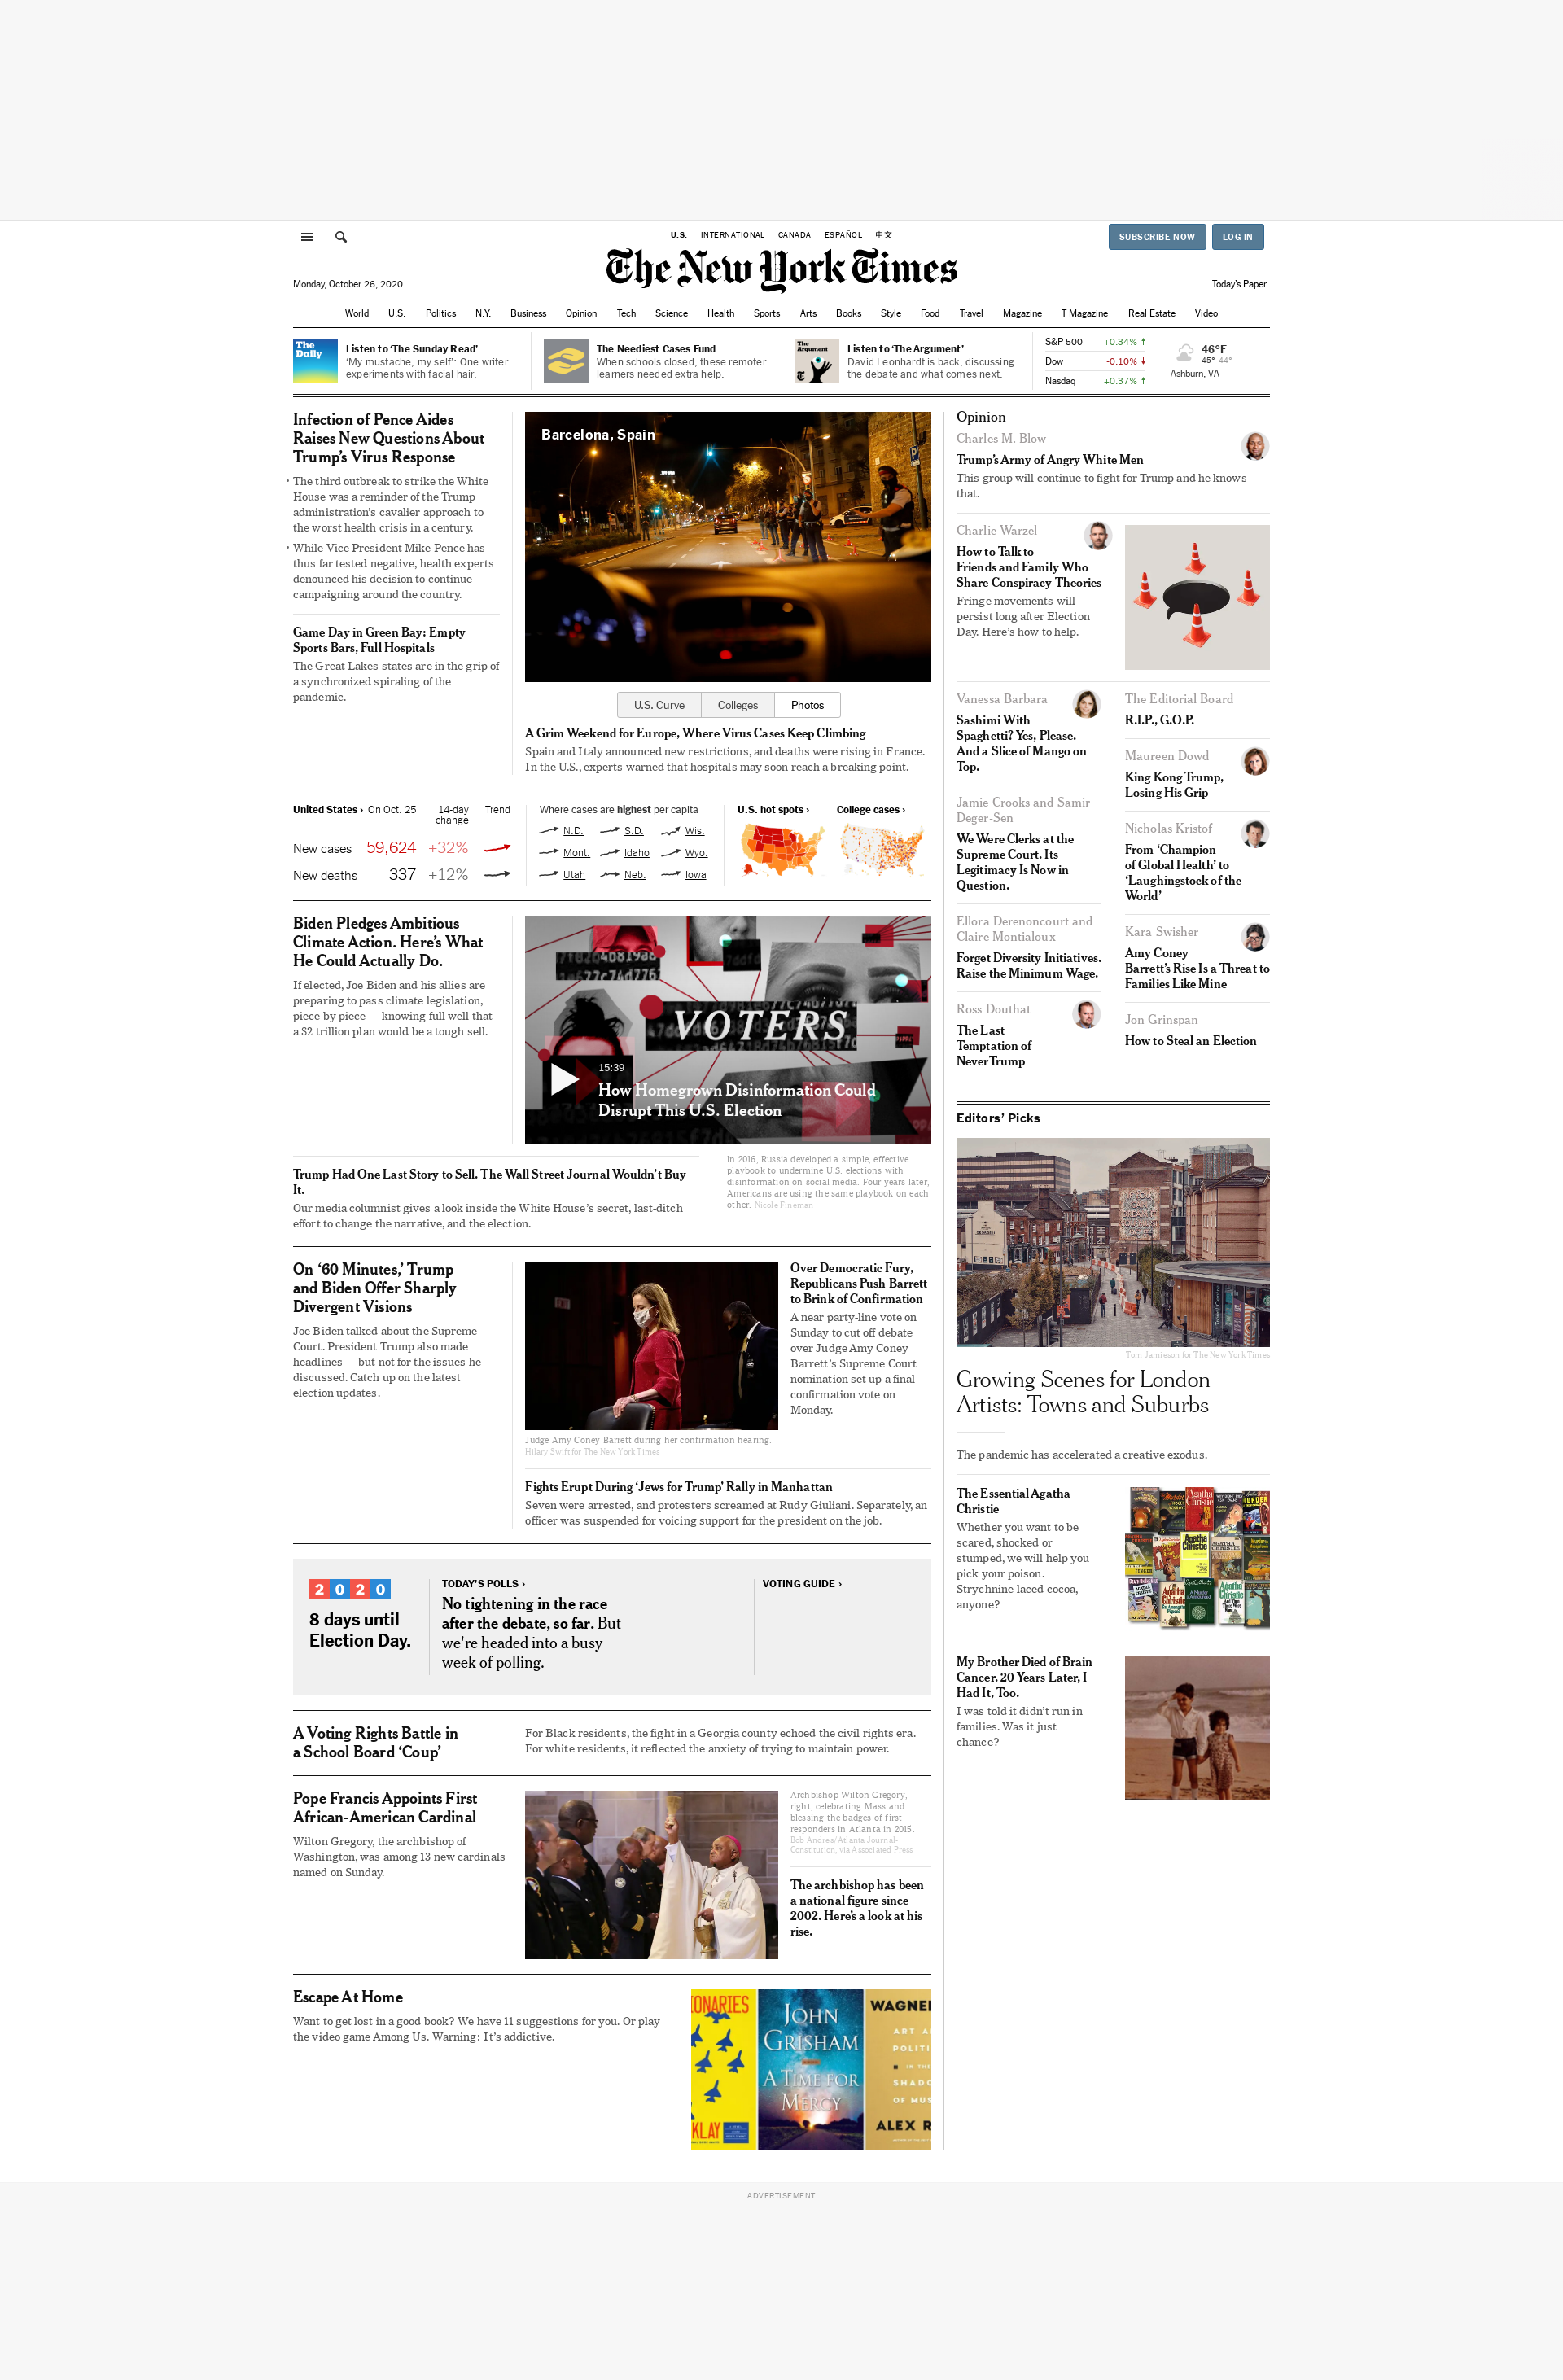 U.S. INTERNATIONAL CANADA ESPAÑOL 中文
SUBSCRIBE NOW LOG IN
The New York Times
Monday, October 26, 2020
Today's Paper
World U.S. Politics N.Y. Business Opinion Tech Science Health Sports Arts Books Style Food Travel Magazine T Magazine Real Estate Video
The
Daily
Listen to 'The Sunday Read'
'My mustache, my self': One writer
experiments with facial hair.
The Neediest Cases Fund
When schools closed, these remote
learners needed extra help.
The
Argument
Listen to 'The Argument'
David Leonhardt is back, discussing
the debate and what comes next.
S&P 500 +0.34% ↑
Dow -0.10% ↓
Nasdaq +0.37% ↑
46°F
45° 44°
Ashburn, VA
Infection of Pence Aides
Raises New Questions About
Trump's Virus Response
• The third outbreak to strike the White
House was a reminder of the Trump
administration's cavalier approach to
the worst health crisis in a century.
• While Vice President Mike Pence has
thus far tested negative, health experts
denounced his decision to continue
campaigning around the country.
Game Day in Green Bay: Empty
Sports Bars, Full Hospitals
The Great Lakes states are in the grip of
a synchronized spiraling of the
pandemic.
Barcelona, Spain
U.S. Curve Colleges Photos
A Grim Weekend for Europe, Where Virus Cases Keep Climbing
Spain and Italy announced new restrictions, and deaths were rising in France.
In the U.S., experts warned that hospitals may soon reach a breaking point.
United States › On Oct. 25 14-day
change Trend
New cases 59,624 +32%
New deaths 337 +12%
Where cases are highest per capita
N.D. S.D. Wis.
Mont. Idaho Wyo.
Utah Neb. Iowa
U.S. hot spots › College cases ›
Biden Pledges Ambitious
Climate Action. Here's What
He Could Actually Do.
If elected, Joe Biden and his allies are
preparing to pass climate legislation,
piece by piece — knowing full well that
a $2 trillion plan would be a tough sell.
VOTERS
15:39
How Homegrown Disinformation Could
Disrupt This U.S. Election
Trump Had One Last Story to Sell. The Wall Street Journal Wouldn't Buy
It.
Our media columnist gives a look inside the White House's secret, last-ditch
effort to change the narrative, and the election.
In 2016, Russia developed a simple, effective
playbook to undermine U.S. elections with
disinformation on social media. Four years later,
Americans are using the same playbook on each
other. Nicole Fineman
On '60 Minutes,' Trump
and Biden Offer Sharply
Divergent Visions
Joe Biden talked about the Supreme
Court. President Trump also made
headlines — but not for the issues he
discussed. Catch up on the latest
election updates.
Judge Amy Coney Barrett during her confirmation hearing.
Hilary Swift for The New York Times
Over Democratic Fury,
Republicans Push Barrett
to Brink of Confirmation
A near party-line vote on
Sunday to cut off debate
over Judge Amy Coney
Barrett's Supreme Court
nomination set up a final
confirmation vote on
Monday.
Fights Erupt During 'Jews for Trump' Rally in Manhattan
Seven were arrested, and protesters screamed at Rudy Giuliani. Separately, an
officer was suspended for voicing support for the president on the job.
2020
8 days until
Election Day.
TODAY'S POLLS ›
No tightening in the race
after the debate, so far. But
we're headed into a busy
week of polling.
VOTING GUIDE ›
A Voting Rights Battle in
a School Board 'Coup'
For Black residents, the fight in a Georgia county echoed the civil rights era.
For white residents, it reflected the anxiety of trying to maintain power.
Pope Francis Appoints First
African-American Cardinal
Wilton Gregory, the archbishop of
Washington, was among 13 new cardinals
named on Sunday.
Archbishop Wilton Gregory,
right, celebrating Mass and
blessing the badges of first
responders in Atlanta in 2015.
Bob Andres/Atlanta Journal-
Constitution, via Associated Press
The archbishop has been
a national figure since
2002. Here's a look at his
rise.
Escape At Home
Want to get lost in a good book? We have 11 suggestions for you. Or play
the video game Among Us. Warning: It's addictive.
IONARIES
KLAY
JOHN
GRISHAM
A TIME FOR
MERCY
WAGNER
ART A
POLITI
IN THE
SHADO
OF MUS
ALEX R
Opinion
Charles M. Blow
Trump's Army of Angry White Men
This group will continue to fight for Trump and he knows
that.
Charlie Warzel
How to Talk to
Friends and Family Who
Share Conspiracy Theories
Fringe movements will
persist long after Election
Day. Here's how to help.
Vanessa Barbara
Sashimi With
Spaghetti? Yes, Please.
And a Slice of Mango on
Top.
Jamie Crooks and Samir
Deger-Sen
We Were Clerks at the
Supreme Court. Its
Legitimacy Is Now in
Question.
Ellora Derenoncourt and
Claire Montialoux
Forget Diversity Initiatives.
Raise the Minimum Wage.
Ross Douthat
The Last
Temptation of
NeverTrump
The Editorial Board
R.I.P., G.O.P.
Maureen Dowd
King Kong Trump,
Losing His Grip
Nicholas Kristof
From 'Champion
of Global Health' to
'Laughingstock of the
World'
Kara Swisher
Amy Coney
Barrett's Rise Is a Threat to
Families Like Mine
Jon Grinspan
How to Steal an Election
Editors' Picks
Tom Jamieson for The New York Times
Growing Scenes for London
Artists: Towns and Suburbs
The pandemic has accelerated a creative exodus.
The Essential Agatha
Christie
Whether you want to be
scared, shocked or
stumped, we will help you
pick your poison.
Strychnine-laced cocoa,
anyone?
My Brother Died of Brain
Cancer. 20 Years Later, I
Had It, Too.
I was told it didn't run in
families. Was it just
chance?
ADVERTISEMENT